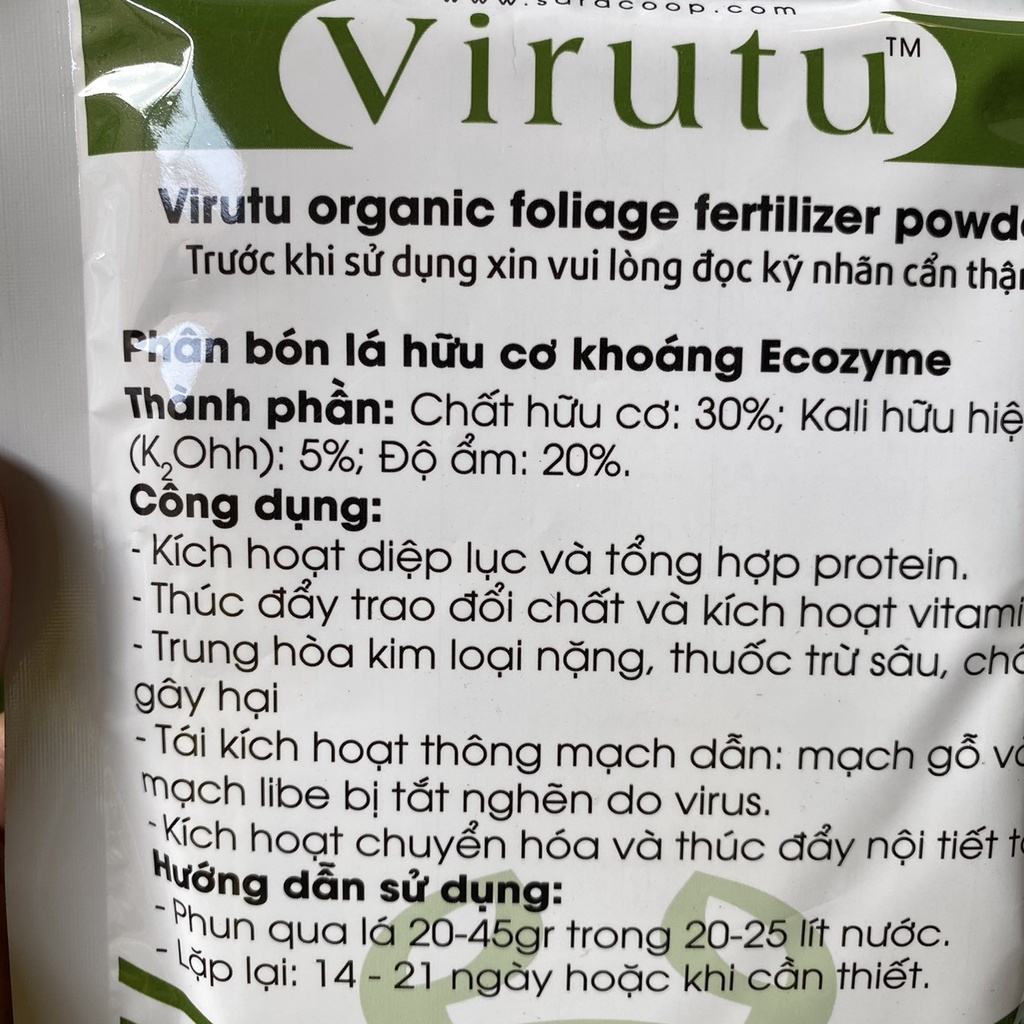 www.saracoop.com
Virutu™
Virutu organic foliage fertilizer
Trước khi sử dụng xin vui lòng đọc kỹ nhãn cẩn thận
Phân bón lá hữu cơ khoáng Ecozyme
Thành phần: Chất hữu cơ: 30%; Kali hữu
(K₂Ohh): 5%; Độ ẩm: 20%.
Công dụng:
- Kích hoạt diệp lục và tổng hợp protein.
- Thúc đẩy trao đổi chất và kích hoạt
- Trung hòa kim loại nặng, thuốc trừ sâu,
gây hại
- Tái kích hoạt thông mạch dẫn: mạch gỗ
mạch libe bị tắt nghẽn do virus.
- Kích hoạt chuyển hóa và thúc đẩy nội tiết
Hướng dẫn sử dụng:
- Phun qua lá 20-45gr trong 20-25 lít nước.
- Lặp lại: 14 - 21 ngày hoặc khi cần thiết.